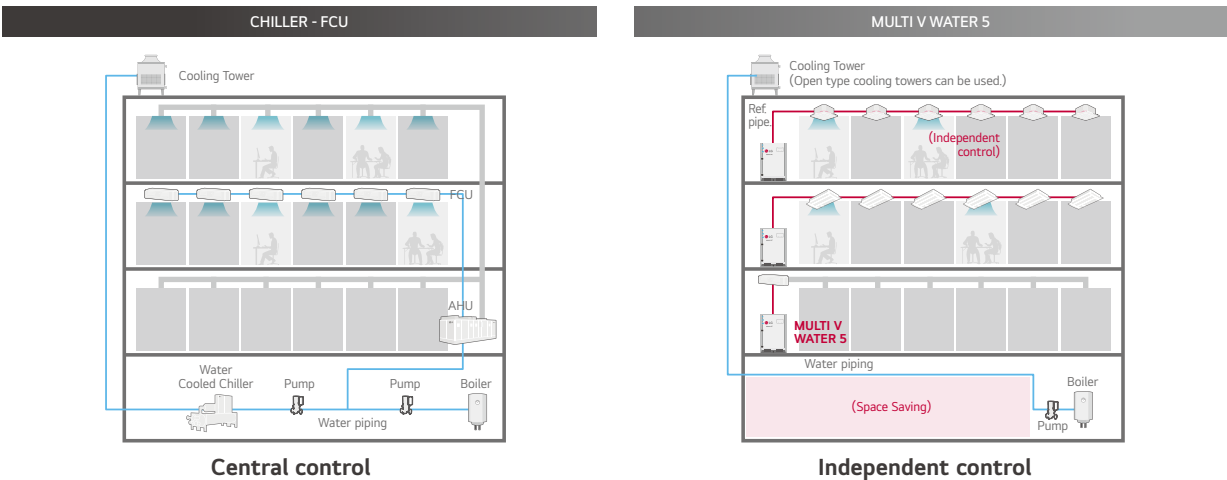 CHILLER - FCU
Cooling Tower
FCU
AHU
Water
Cooled Chiller
Pump
Pump
Boiler
Water piping
Central control
MULTI V WATER 5
Cooling Tower
(Open type cooling towers can be used.)
Ref.
pipe.
(Independent
control)
MULTI V
WATER 5
Water piping
(Space Saving)
Boiler
Pump
Independent control